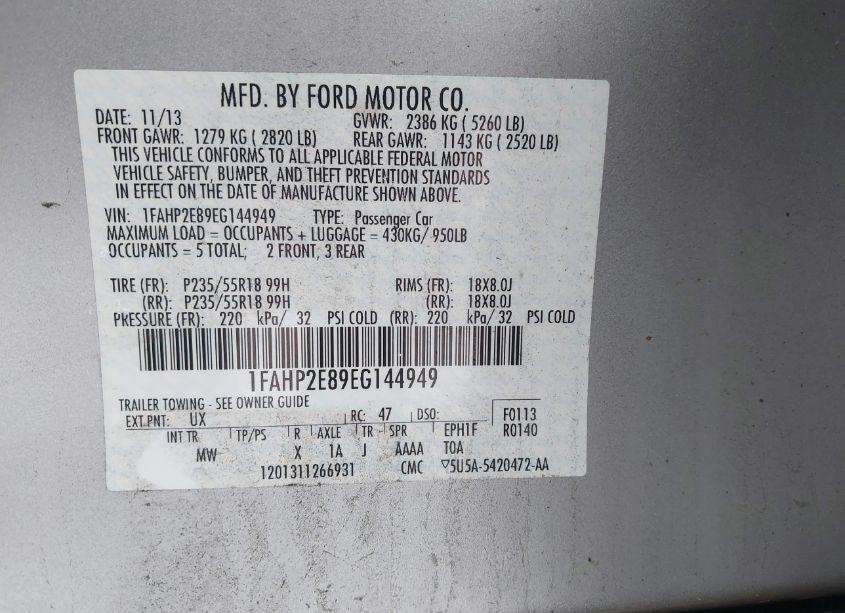 MFD. BY FORD MOTOR CO.
DATE: 11/13 GVWR: 2386 KG ( 5260 LB)
FRONT GAWR: 1279 KG ( 2820 LB) REAR GAWR: 1143 KG ( 2520 LB)
THIS VEHICLE CONFORMS TO ALL APPLICABLE FEDERAL MOTOR
VEHICLE SAFETY, BUMPER, AND THEFT PREVENTION STANDARDS
IN EFFECT ON THE DATE OF MANUFACTURE SHOWN ABOVE.
VIN: 1FAHP2E89EG144949 TYPE: Passenger Car
MAXIMUM LOAD = OCCUPANTS + LUGGAGE = 430KG/ 950LB
OCCUPANTS = 5 TOTAL; 2 FRONT, 3 REAR
TIRE (FR): P235/55R18 99H RIMS (FR): 18X8.0J
(RR): P235/55R18 99H (RR): 18X8.0J
PRESSURE (FR): 220 kPa/ 32 PSI COLD (RR): 220 kPa/ 32 PSI COLD
1FAHP2E89EG144949
TRAILER TOWING - SEE OWNER GUIDE
EXT PNT: UX RC: 47 DSO: F0113
INT TR TP/PS R AXLE TR SPR EPH1F R0140
MW X 1A J AAAA TOA
1201311266931 CMC ▽5U5A-5420472-AA